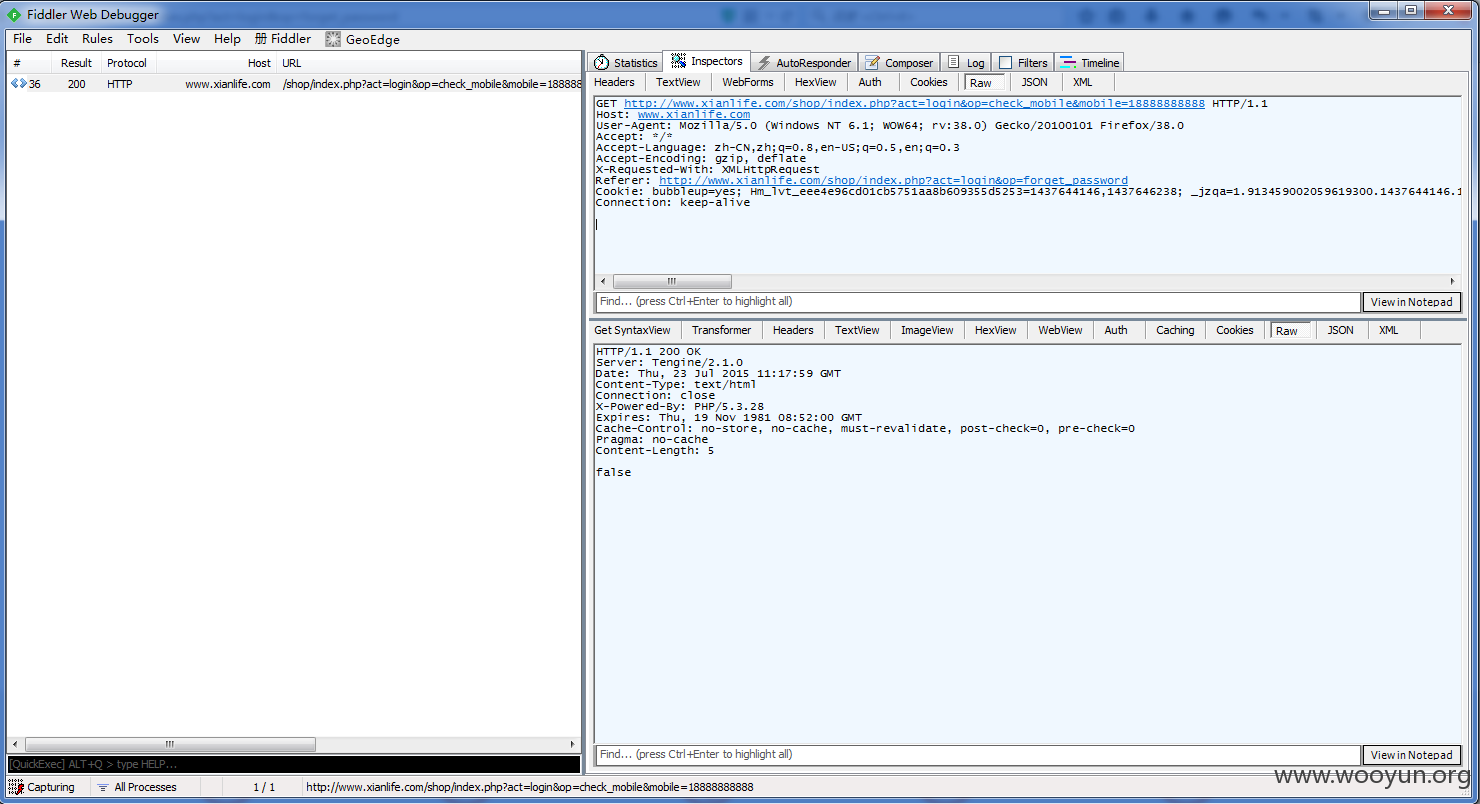 Fiddler Web Debugger
File Edit Rules Tools View Help 册 Fiddler GeoEdge
# Result Protocol Host URL
36 200 HTTP www.xianlife.com /shop/index.php?act=login&op=check_mobile&mobile=188888
[QuickExec] ALT+Q > type HELP...
Statistics Inspectors AutoResponder Composer Log Filters Timeline
Headers TextView WebForms HexView Auth Cookies Raw JSON XML
GET http://www.xianlife.com/shop/index.php?act=login&op=check_mobile&mobile=18888888888 HTTP/1.1
Host: www.xianlife.com
User-Agent: Mozilla/5.0 (Windows NT 6.1; WOW64; rv:38.0) Gecko/20100101 Firefox/38.0
Accept: */*
Accept-Language: zh-CN,zh;q=0.8,en-US;q=0.5,en;q=0.3
Accept-Encoding: gzip, deflate
X-Requested-With: XMLHttpRequest
Referer: http://www.xianlife.com/shop/index.php?act=login&op=forget_password
Cookie: bubbleup=yes; Hm_lvt_eee4e96cd01cb5751aa8b609355d5253=1437644146,1437646238; _jzqa=1.913459002059619300.1437644146.1
Connection: keep-alive
Find... (press Ctrl+Enter to highlight all) View in Notepad
Get SyntaxView Transformer Headers TextView ImageView HexView WebView Auth Caching Cookies Raw JSON XML
HTTP/1.1 200 OK
Server: Tengine/2.1.0
Date: Thu, 23 Jul 2015 11:17:59 GMT
Content-Type: text/html
Connection: close
X-Powered-By: PHP/5.3.28
Expires: Thu, 19 Nov 1981 08:52:00 GMT
Cache-Control: no-store, no-cache, must-revalidate, post-check=0, pre-check=0
Pragma: no-cache
Content-Length: 5
false
Find... (press Ctrl+Enter to highlight all) View in Notepad
Capturing All Processes 1 / 1 http://www.xianlife.com/shop/index.php?act=login&op=check_mobile&mobile=18888888888
www.wooyun.org